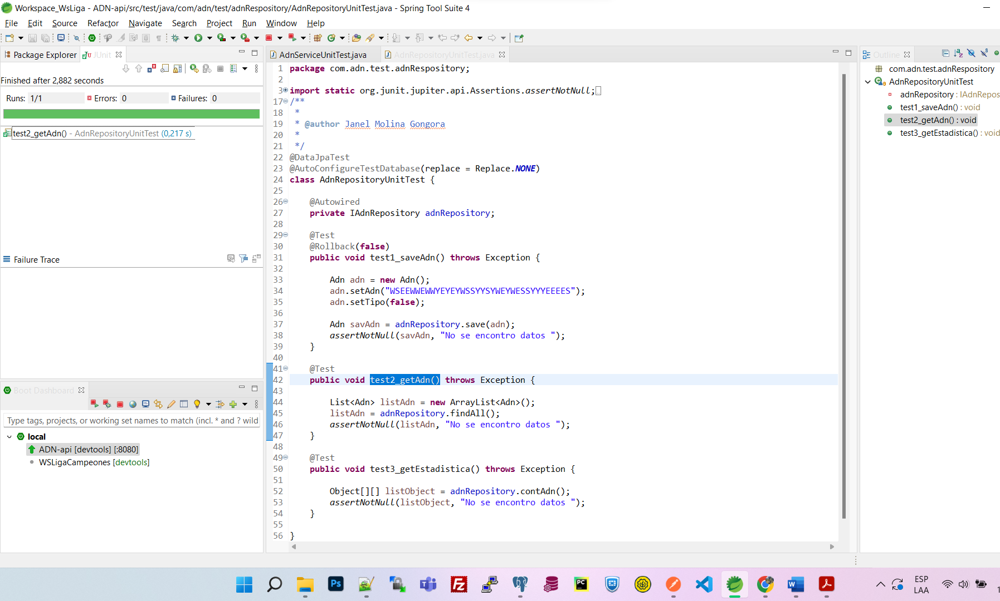 Workspace_WsLiga - ADN-api/src/test/java/com/adn/test/adnRespository/AdnRepositoryUnitTest.java - Spring Tool Suite 4
File Edit Source Refactor Navigate Search Project Run Window Help
Package Explorer JUnit
Finished after 2,882 seconds
Runs: 1/1 Errors: 0 Failures: 0
test2_getAdn() - AdnRepositoryUnitTest (0,217 s)
Failure Trace
Boot Dashboard
Type tags, projects, or working set names to match (incl. * and ? wild
local
ADN-api [devtools] [:8080]
WSLigaCampeones [devtools]
AdnServiceUnitTest.java AdnRepositoryUnitTest.java
1 package com.adn.test.adnRespository;
2
3 import static org.junit.jupiter.api.Assertions.assertNotNull;
17 /**
18 *
19 * @author Janel Molina Gongora
20 *
21 */
22 @DataJpaTest
23 @AutoConfigureTestDatabase(replace = Replace.NONE)
24 class AdnRepositoryUnitTest {
25
26 @Autowired
27 private IAdnRepository adnRepository;
28
29 @Test
30 @Rollback(false)
31 public void test1_saveAdn() throws Exception {
32
33 Adn adn = new Adn();
34 adn.setAdn("WSEEWWEWWYEYEYWSSYYSYWEYWESSYYYEEEES");
35 adn.setTipo(false);
36
37 Adn savAdn = adnRepository.save(adn);
38 assertNotNull(savAdn, "No se encontro datos ");
39 }
40
41 @Test
42 public void test2_getAdn() throws Exception {
43
44 List<Adn> listAdn = new ArrayList<Adn>();
45 listAdn = adnRepository.findAll();
46 assertNotNull(listAdn, "No se encontro datos ");
47 }
48
49 @Test
50 public void test3_getEstadistica() throws Exception {
51
52 Object[][] listObject = adnRepository.contAdn();
53 assertNotNull(listObject, "No se encontro datos ");
54 }
55
56 }
Outline
com.adn.test.adnRespository
AdnRepositoryUnitTest
adnRepository : IAdnRepos
test1_saveAdn() : void
test2_getAdn() : void
test3_getEstadistica() : void
Ps
PC
ESP
LAA